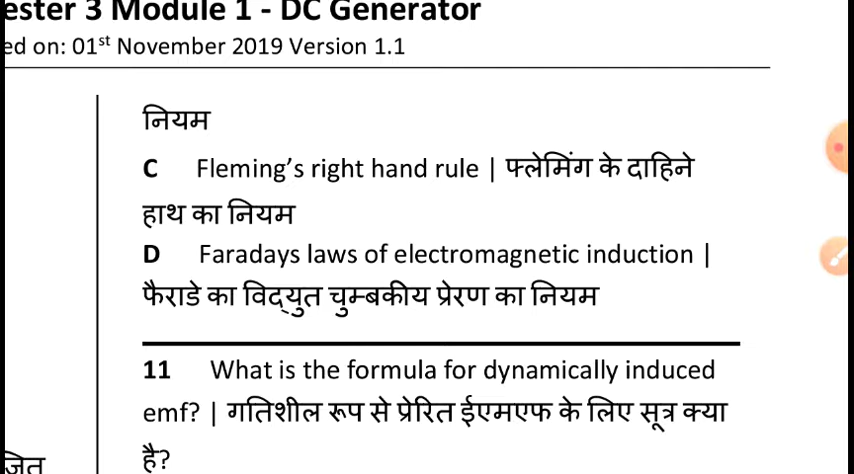 ester 3 Module 1 - DC Generator
ed on: 01st November 2019 Version 1.1
नियम
C Fleming’s right hand rule | फ्लेमिंग के दाहिने
हाथ का नियम
D Faradays laws of electromagnetic induction |
फैराडे का विद्युत चुम्बकीय प्रेरण का नियम
11 What is the formula for dynamically induced
emf? | गतिशील रूप से प्रेरित ईएमएफ के लिए सूत्र क्या
है?